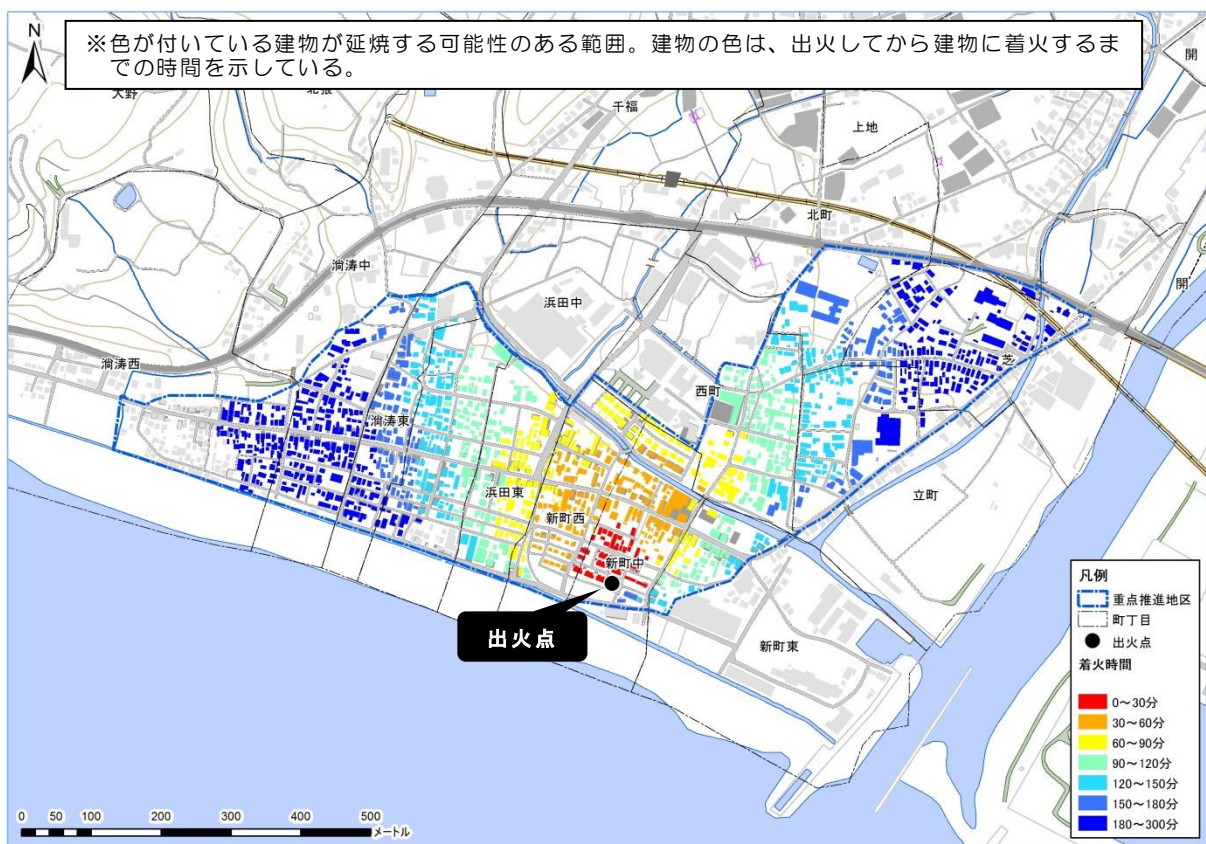 ※色が付いている建物が延焼する可能性のある範囲。建物の色は、出火してから建物に着火するま
での時間を示している。
N
開
大野
千福
上地
北町
開
澗涛中
浜田中
澗涛西
芝
西町
澗涛東
浜田東
立町
新町西
新町中
出火点
新町東
凡例
重点推進地区
町丁目
出火点
着火時間
0～30分
30～60分
60～90分
90～120分
120～150分
150～180分
180～300分
0 50 100 200 300 400 500
メートル